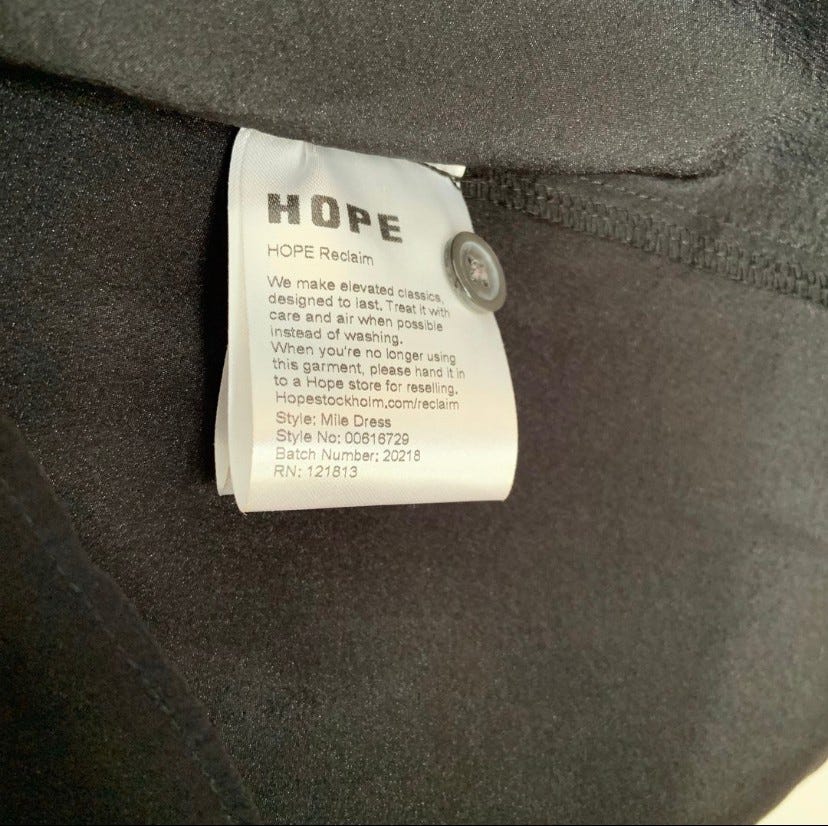 HOPE
HOPE Reclaim
We make elevated classics,
designed to last. Treat it with
care and air when possible
instead of washing.
When you're no longer using
this garment, please hand it in
to a Hope store for reselling.
Hopestockholm.com/reclaim
Style: Mile Dress
Style No: 00616729
Batch Number: 20218
RN: 121813